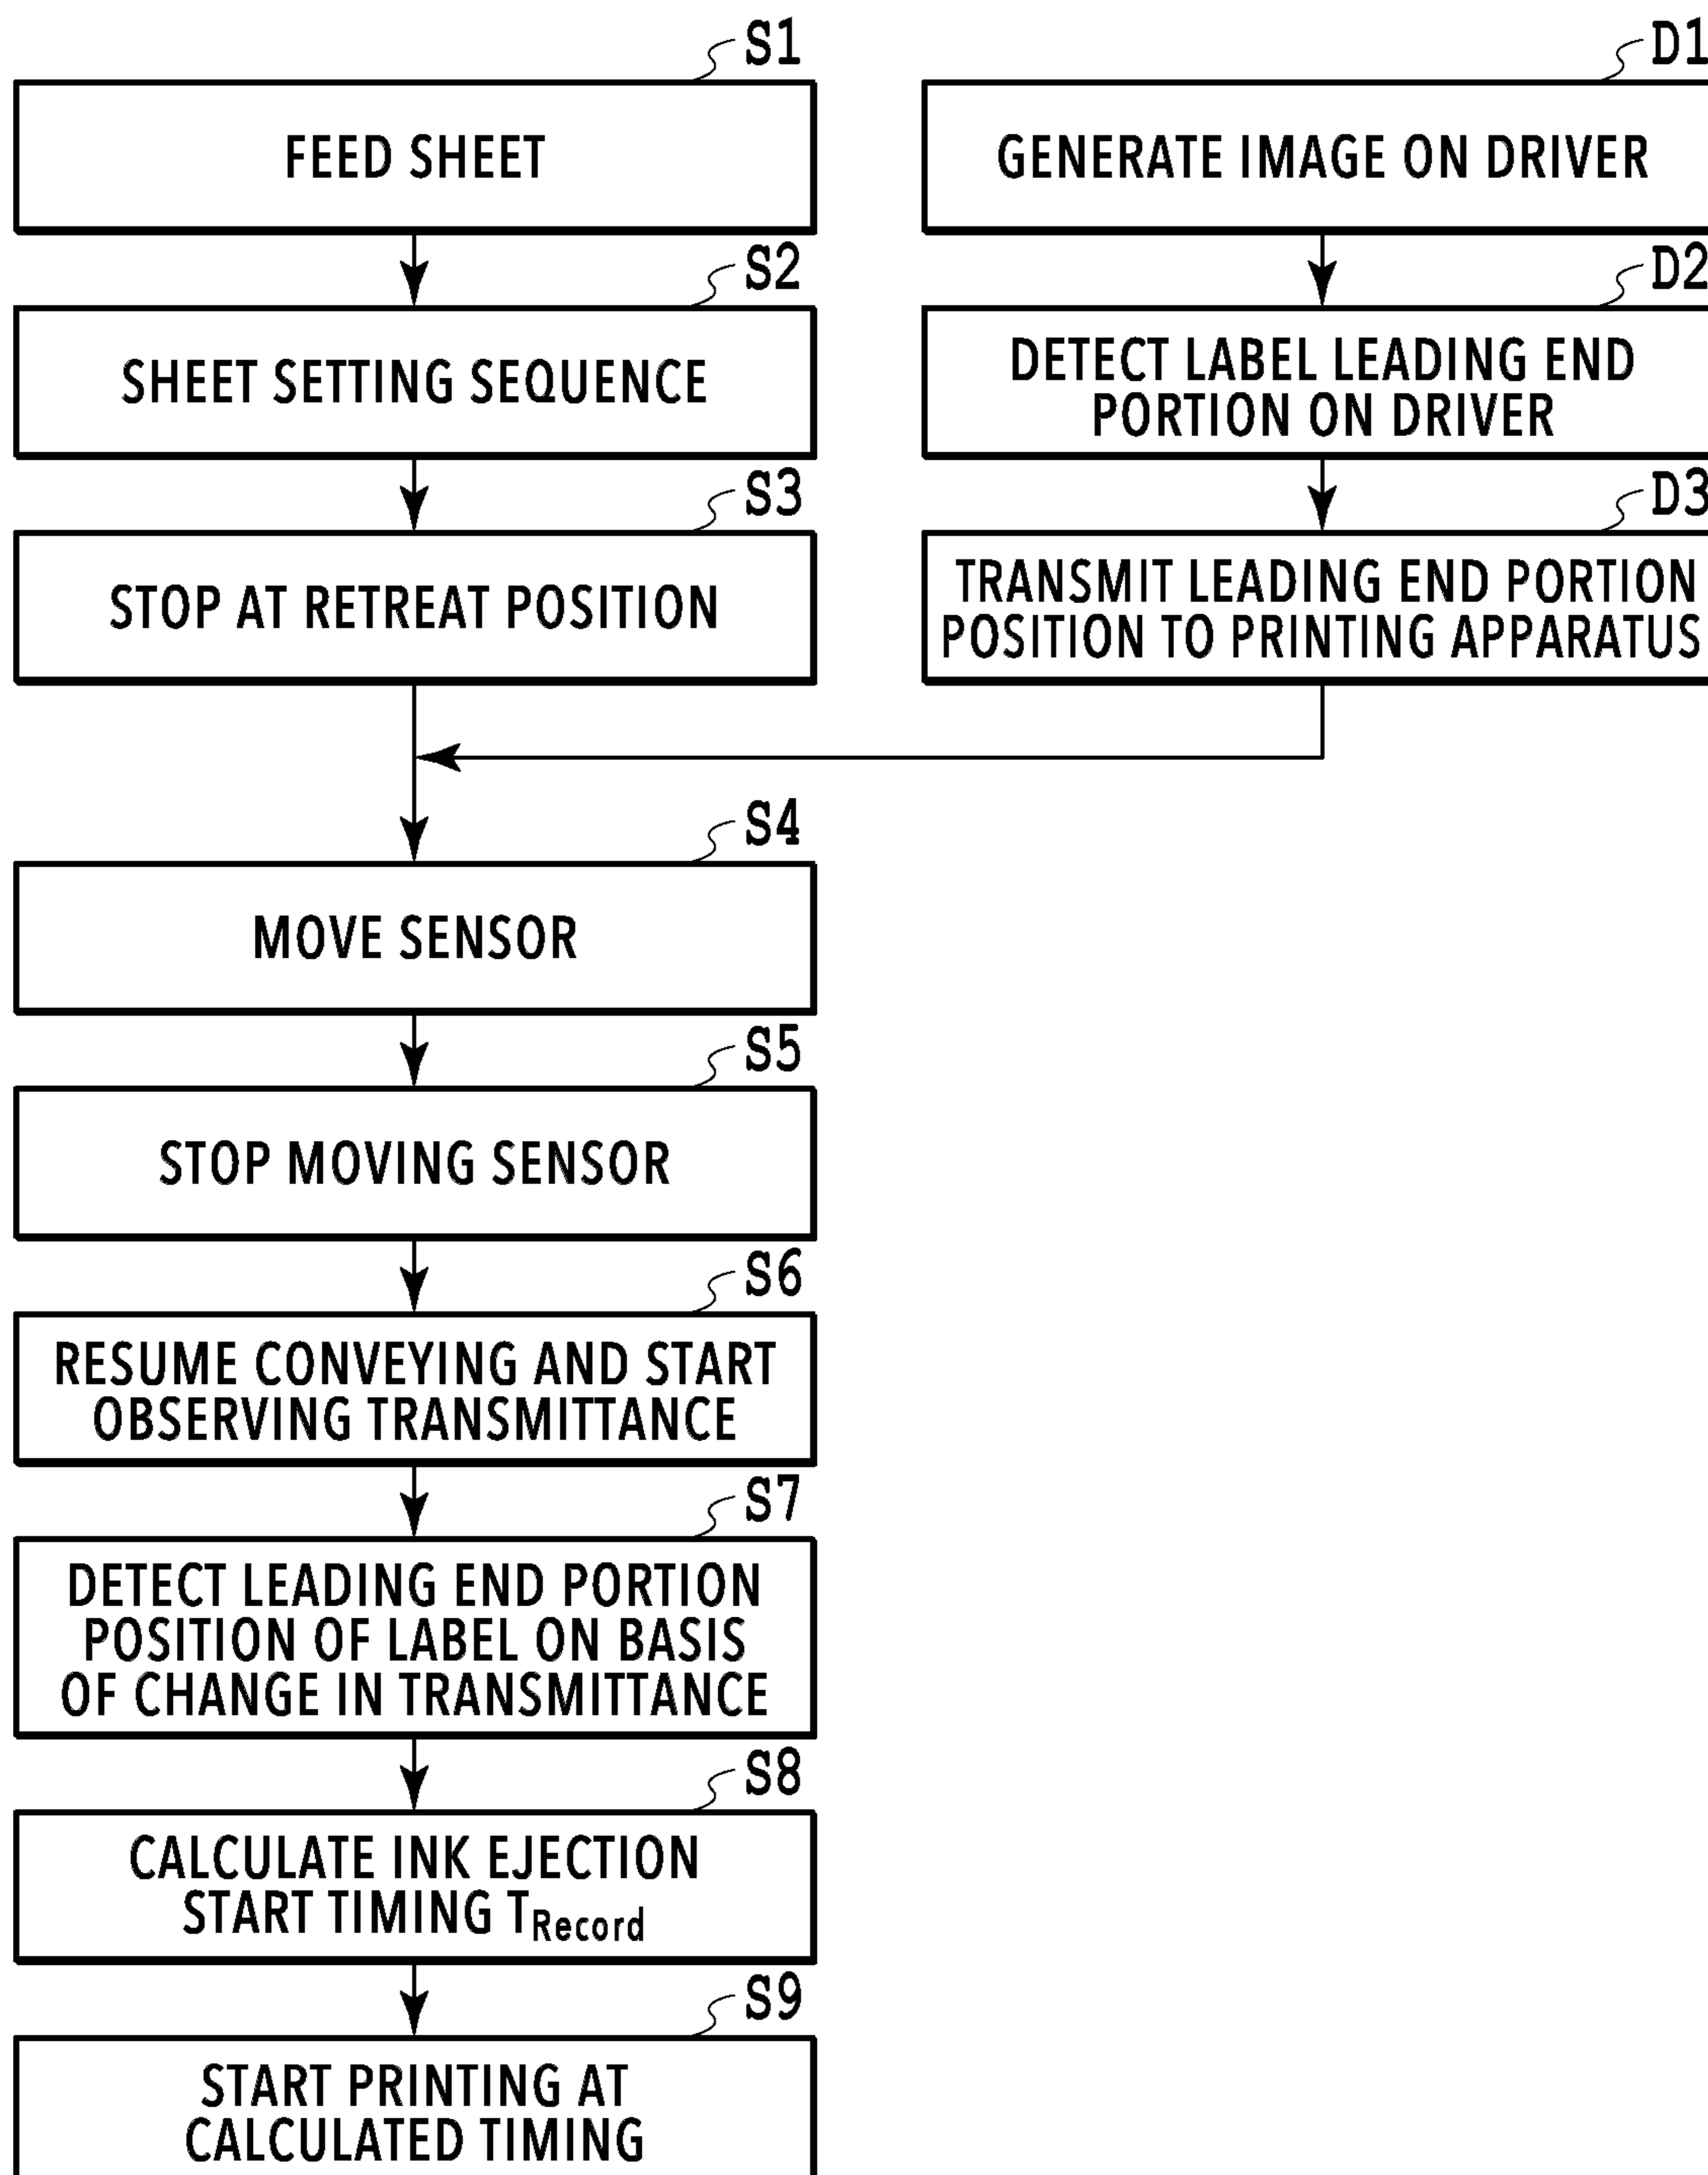 S1
FEED SHEET
S2
SHEET SETTING SEQUENCE
S3
STOP AT RETREAT POSITION
D1
GENERATE IMAGE ON DRIVER
D2
DETECT LABEL LEADING END
PORTION ON DRIVER
D3
TRANSMIT LEADING END PORTION
POSITION TO PRINTING APPARATUS
S4
MOVE SENSOR
S5
STOP MOVING SENSOR
S6
RESUME CONVEYING AND START
OBSERVING TRANSMITTANCE
S7
DETECT LEADING END PORTION
POSITION OF LABEL ON BASIS
OF CHANGE IN TRANSMITTANCE
S8
CALCULATE INK EJECTION
START TIMING TRecord
S9
START PRINTING AT
CALCULATED TIMING